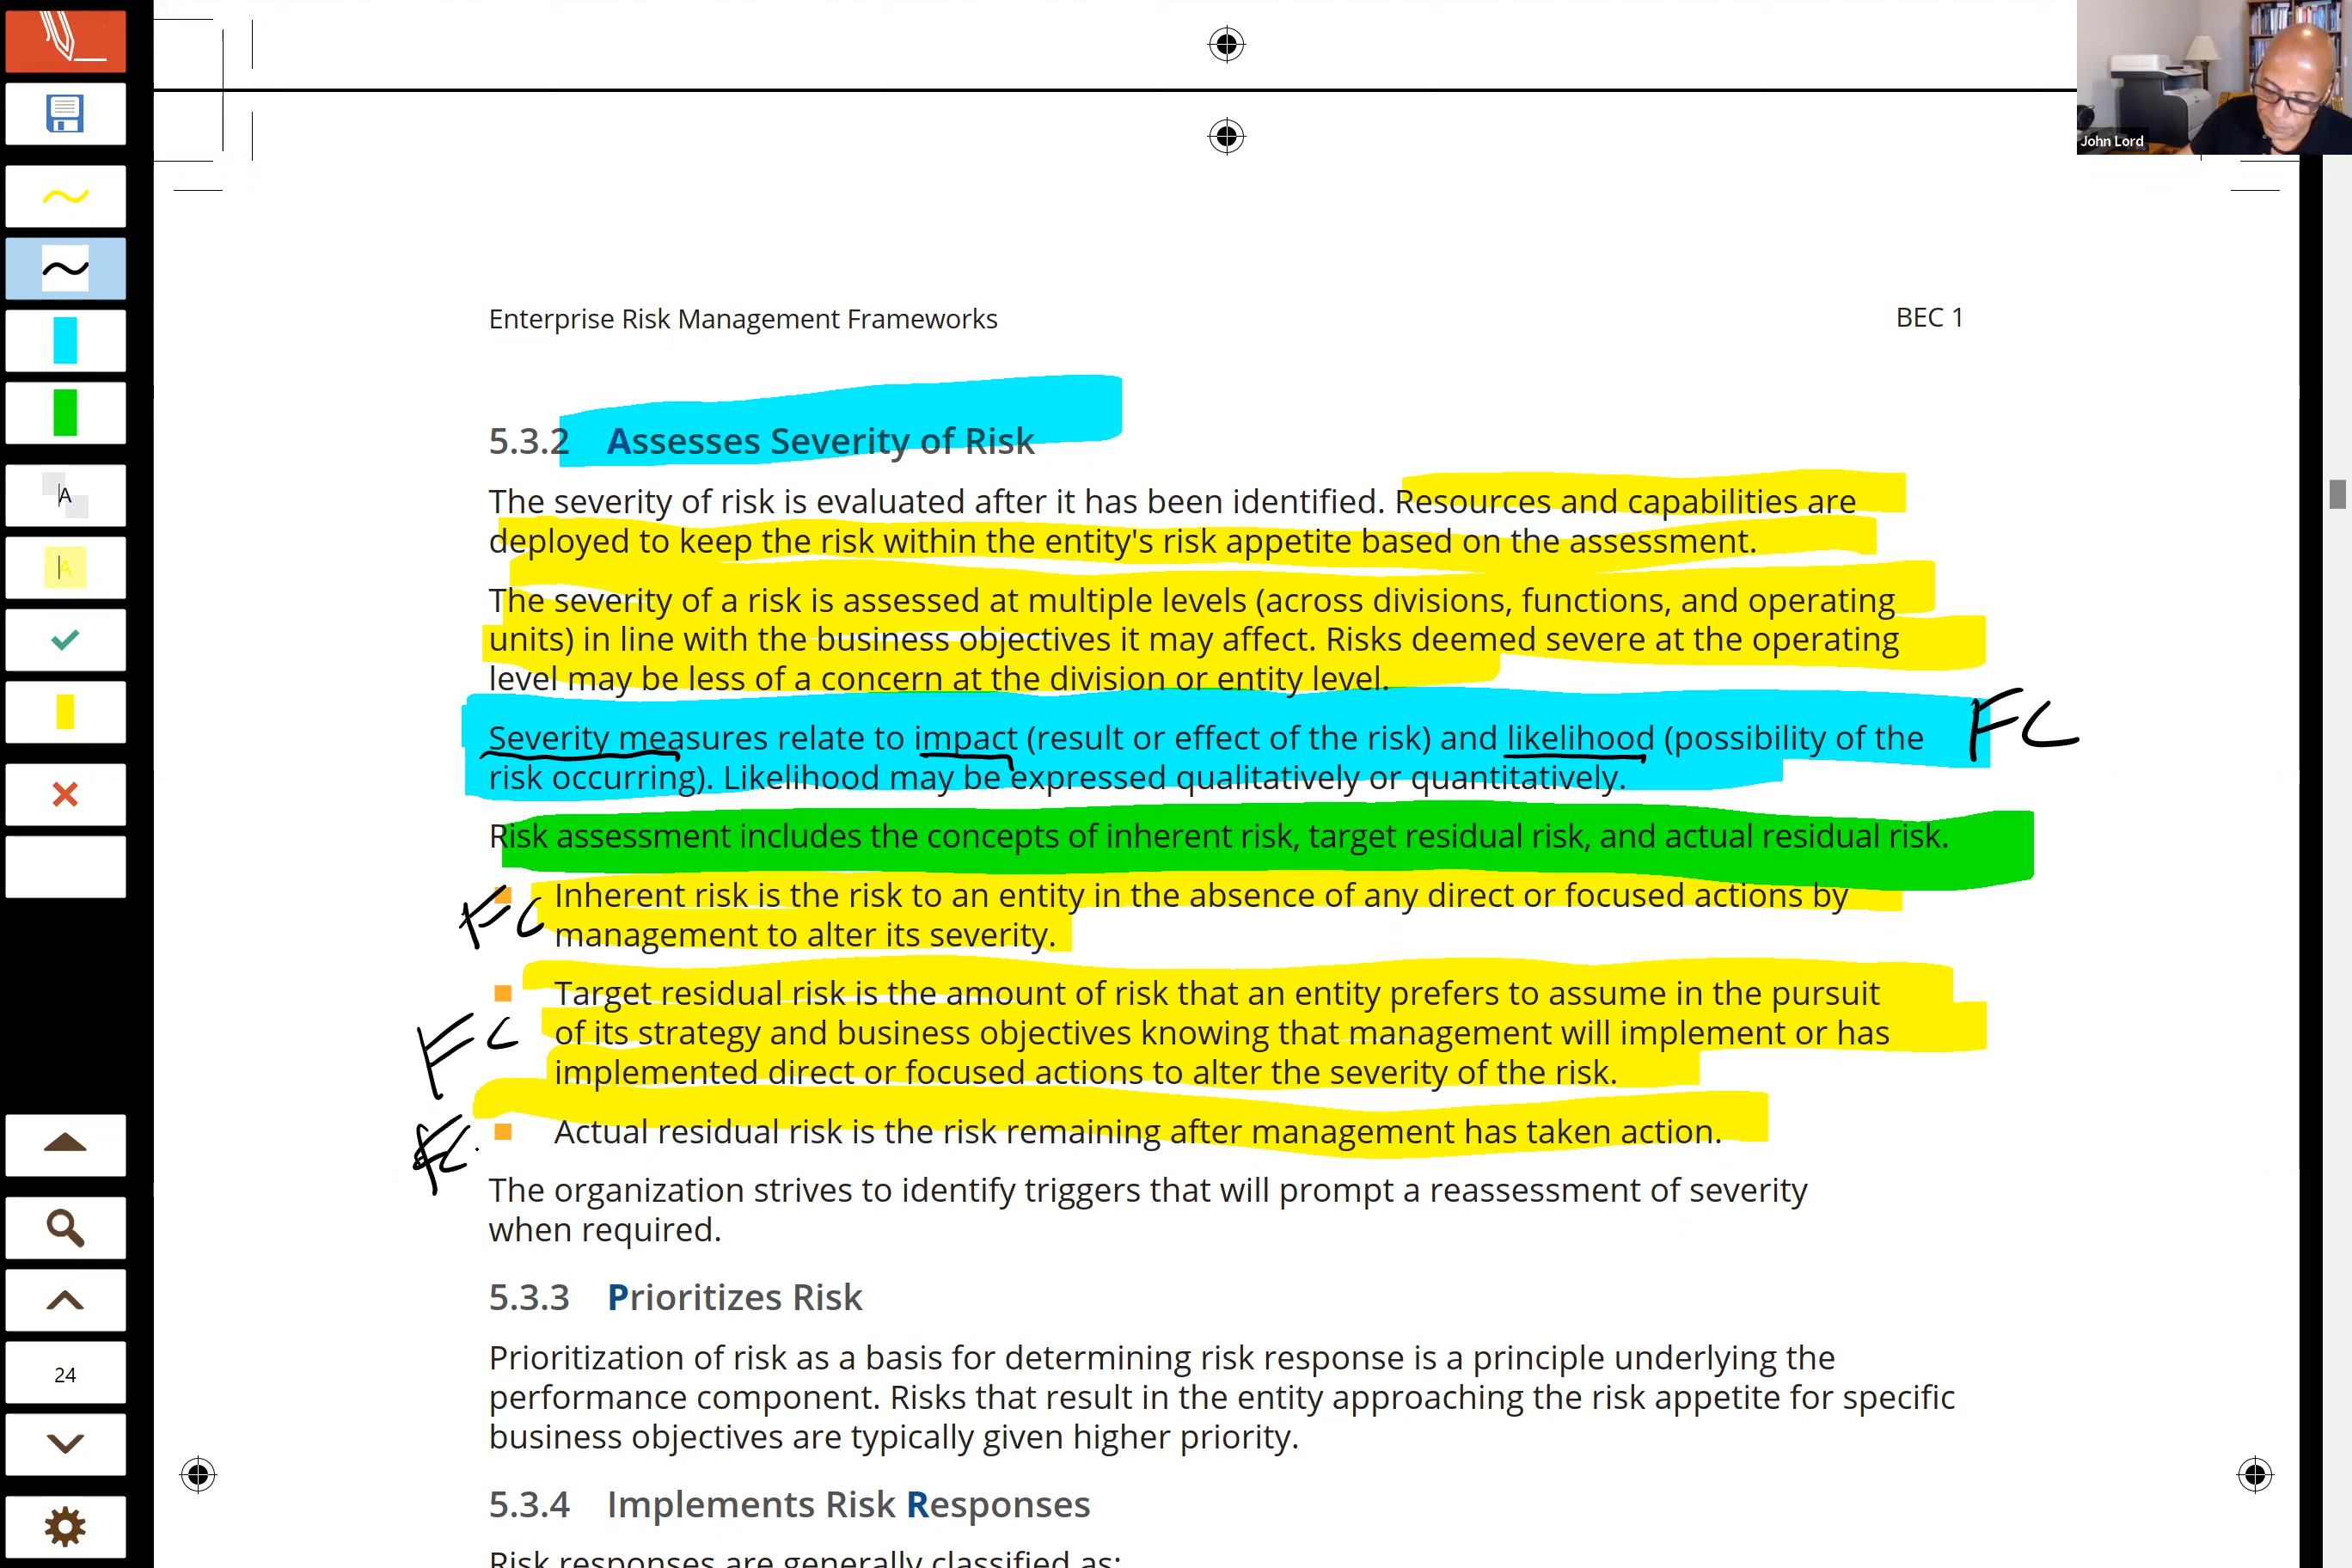 John Lord
Enterprise Risk Management Frameworks
BEC 1
5.3.2 Assesses Severity of Risk
The severity of risk is evaluated after it has been identified. Resources and capabilities are
deployed to keep the risk within the entity's risk appetite based on the assessment.
The severity of a risk is assessed at multiple levels (across divisions, functions, and operating
units) in line with the business objectives it may affect. Risks deemed severe at the operating
level may be less of a concern at the division or entity level.
Severity measures relate to impact (result or effect of the risk) and likelihood (possibility of the
FC
risk occurring). Likelihood may be expressed qualitatively or quantitatively.
Risk assessment includes the concepts of inherent risk, target residual risk, and actual residual risk.
FC
Inherent risk is the risk to an entity in the absence of any direct or focused actions by
management to alter its severity.
FC
Target residual risk is the amount of risk that an entity prefers to assume in the pursuit
of its strategy and business objectives knowing that management will implement or has
implemented direct or focused actions to alter the severity of the risk.
FC.
Actual residual risk is the risk remaining after management has taken action.
The organization strives to identify triggers that will prompt a reassessment of severity
when required.
5.3.3 Prioritizes Risk
Prioritization of risk as a basis for determining risk response is a principle underlying the
performance component. Risks that result in the entity approaching the risk appetite for specific
business objectives are typically given higher priority.
5.3.4 Implements Risk Responses
Risk responses are generally classified as:
A
A
24